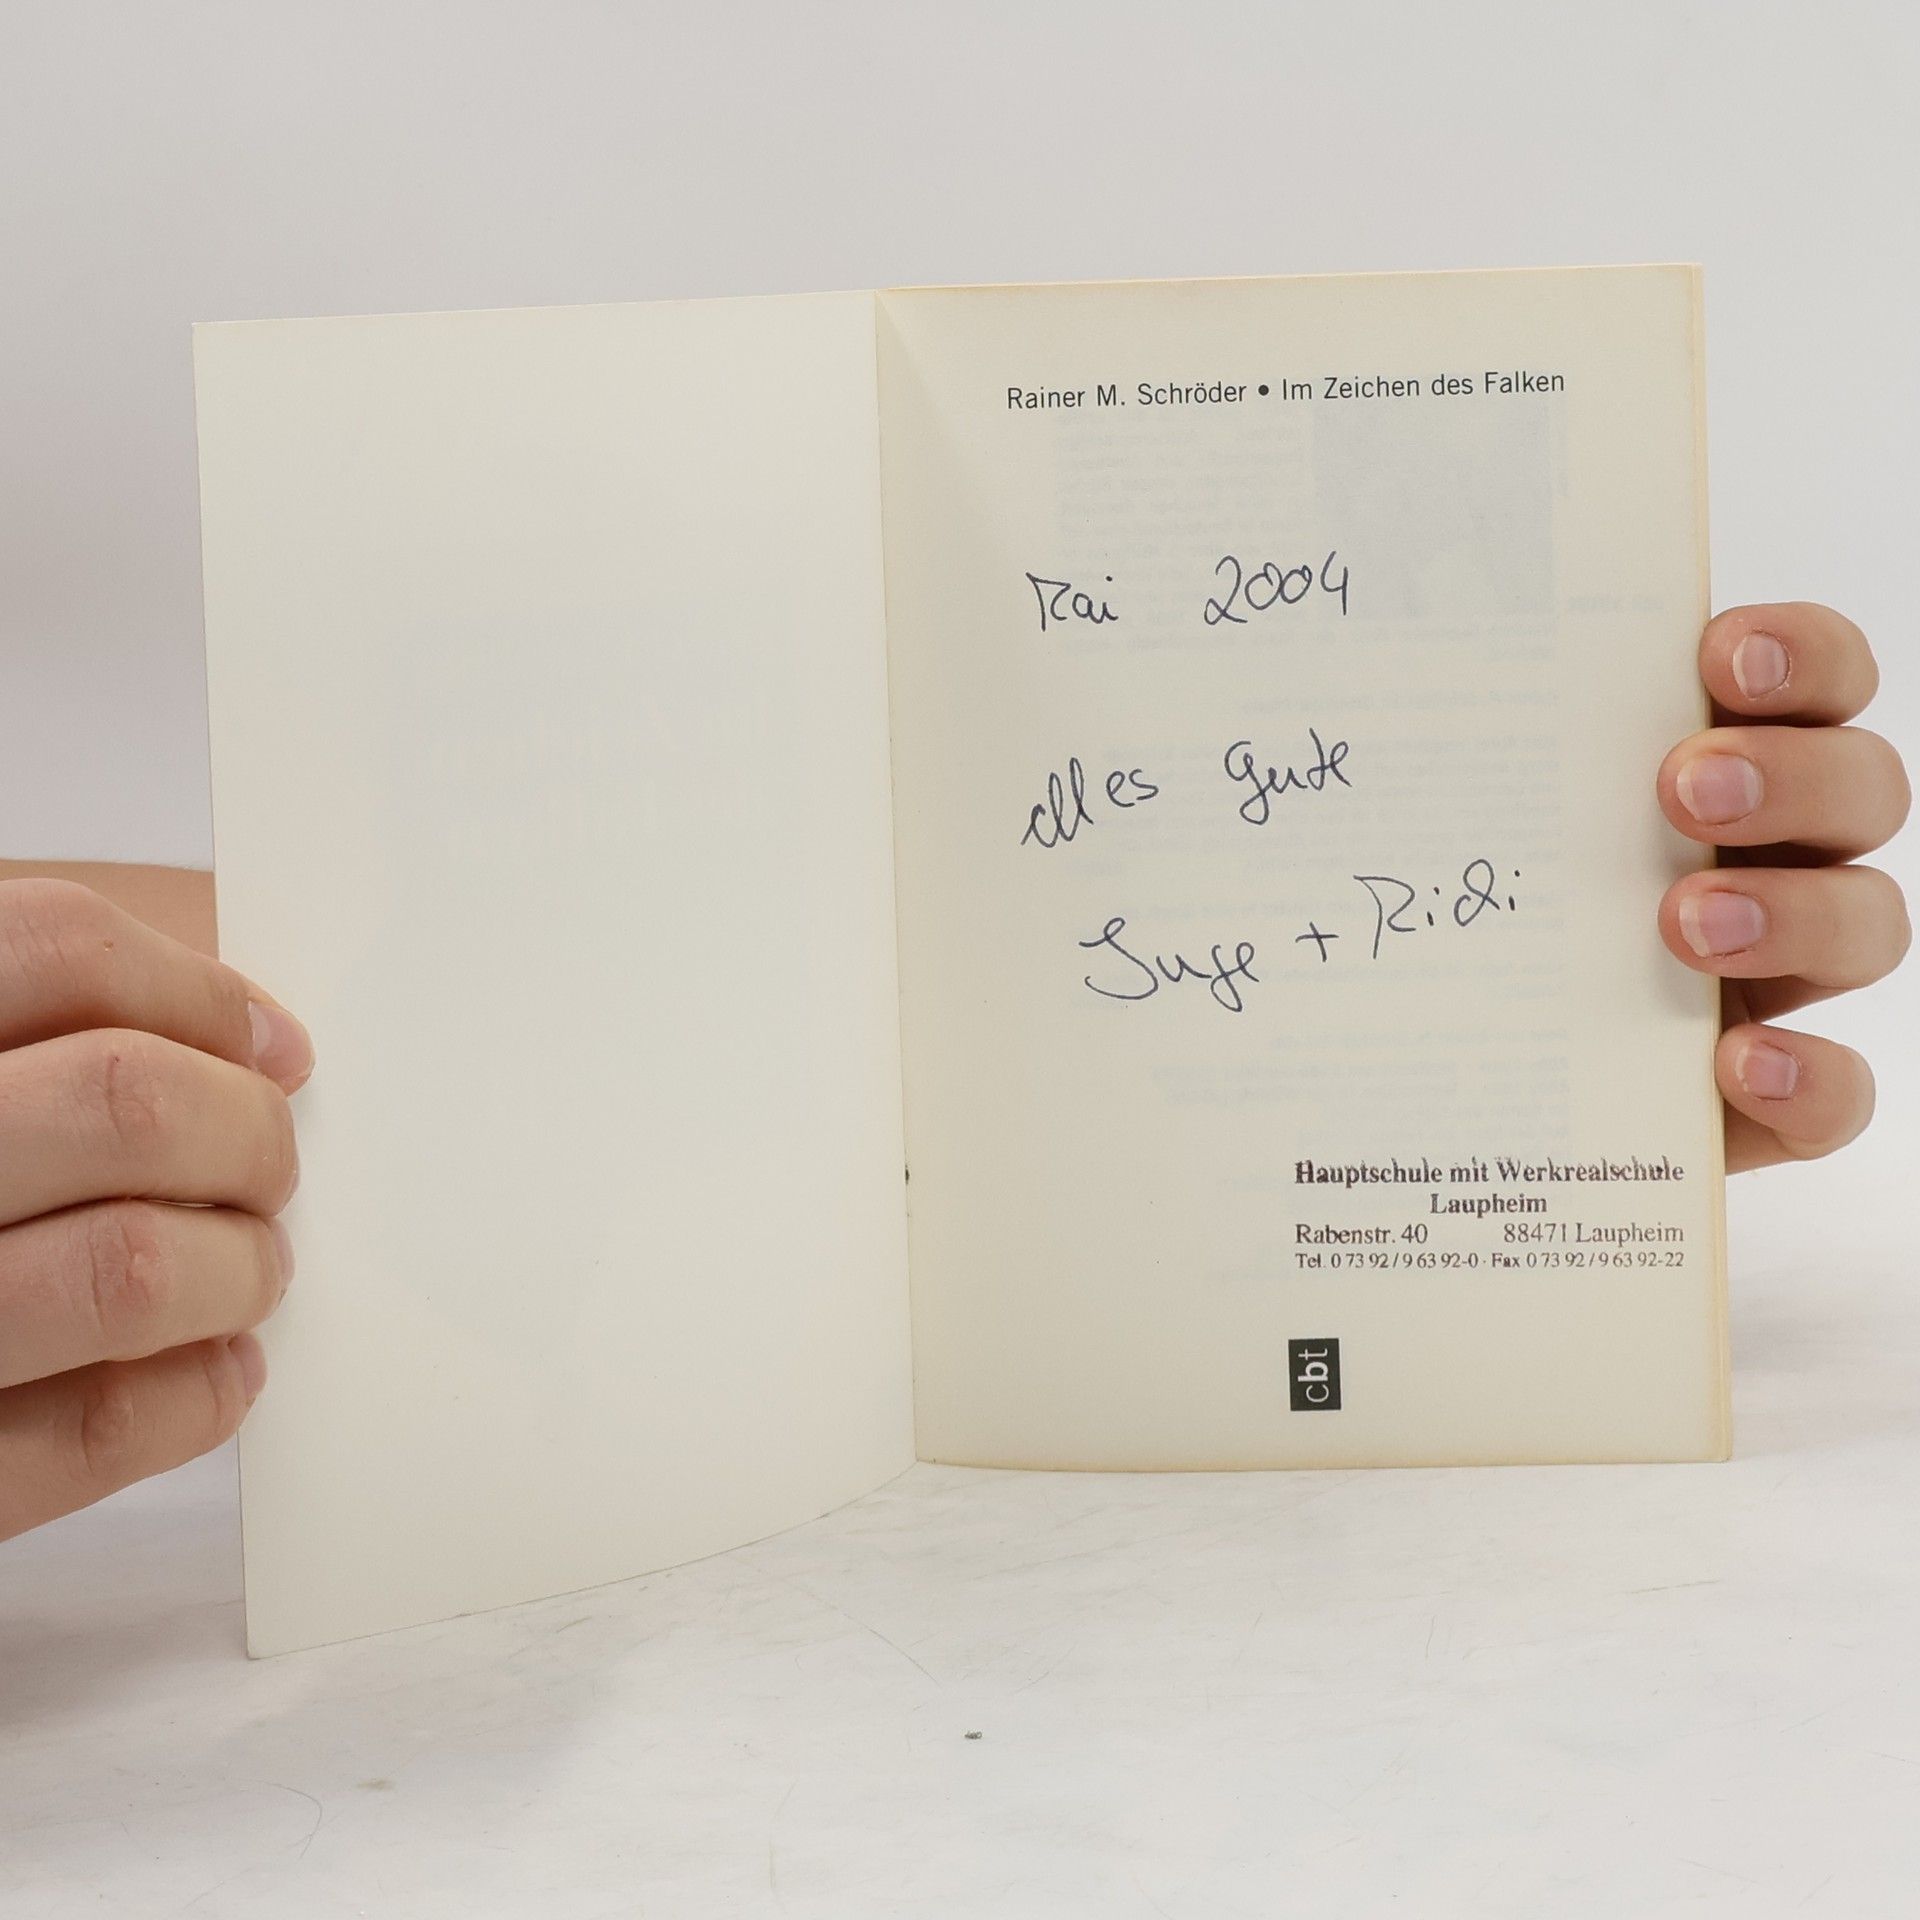 Rainer M. Schröder • Im Zeichen des Falken
Mai 2004
alles Gute
Inge +
Hauptschule mit Werkrealschule
Laupheim
Rabenstr. 40 88471 Laupheim
Tel. 0 73 92 / 9 63 92-0 · Fax 0 73 92 / 9 63 92-22
cbt